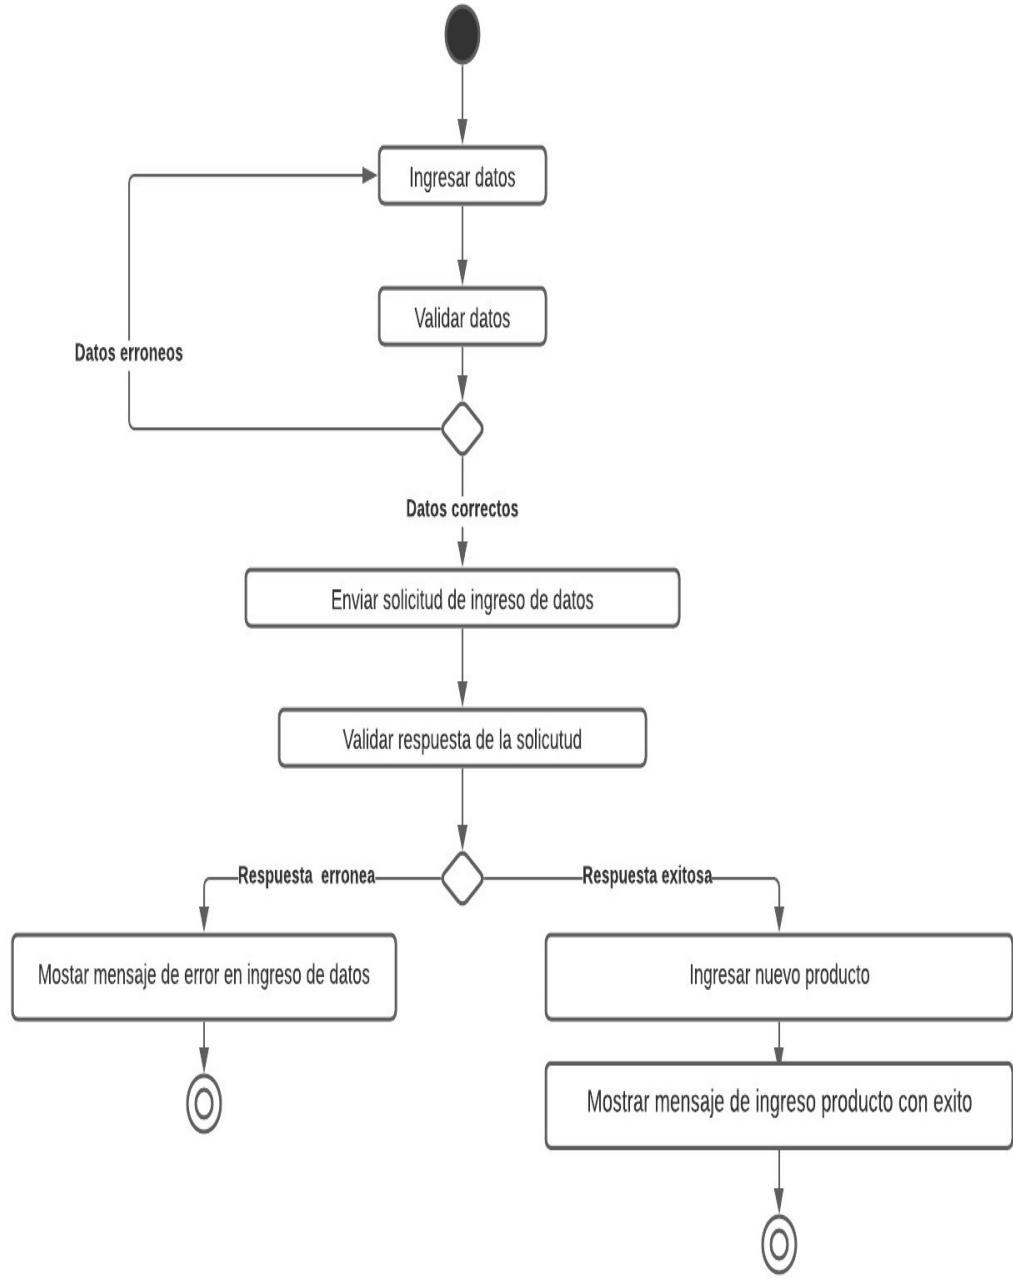 Ingresar datos
Validar datos
Datos erroneos
Datos correctos
Enviar solicitud de ingreso de datos
Validar respuesta de la solicutud
Respuesta erronea
Respuesta exitosa
Mostar mensaje de error en ingreso de datos
Ingresar nuevo producto
Mostrar mensaje de ingreso producto con exito